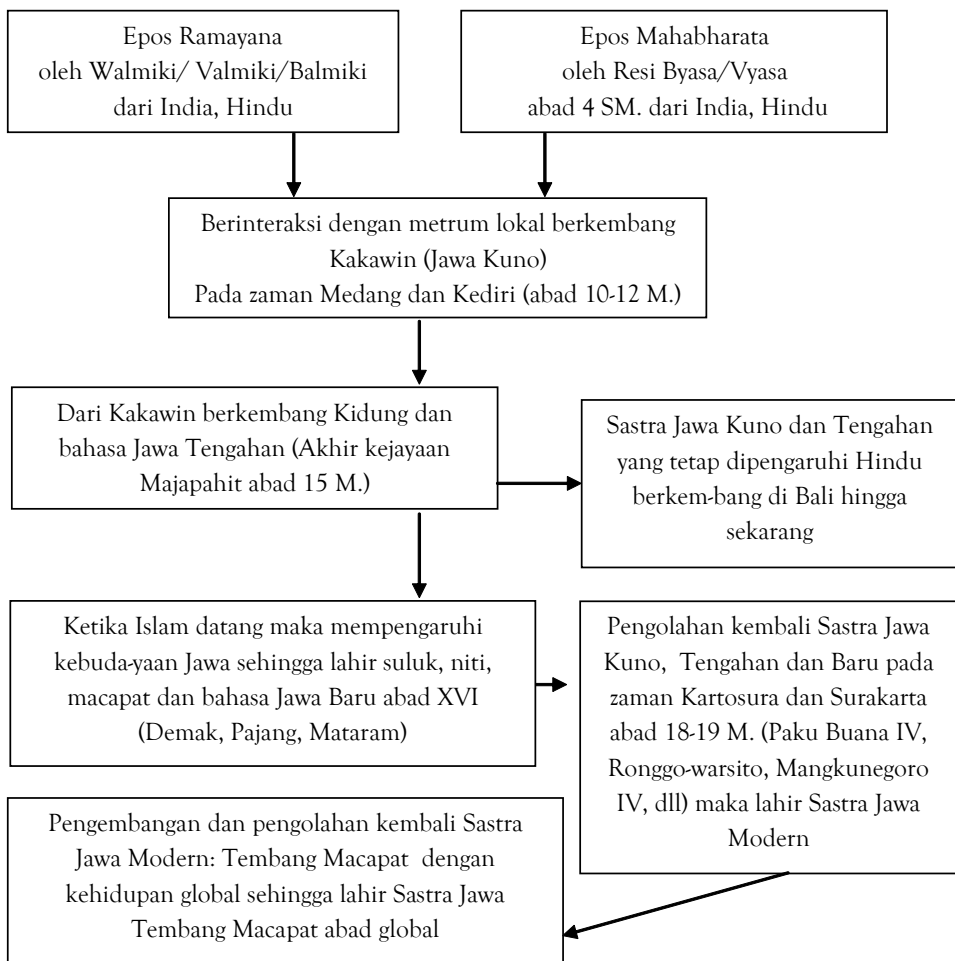 Epos Ramayana
oleh Walmiki/ Valmiki/Balmiki
dari India, Hindu
Epos Mahabharata
oleh Resi Byasa/Vyasa
abad 4 SM. dari India, Hindu
Berinteraksi dengan metrum lokal berkembang
Kakawin (Jawa Kuno)
Pada zaman Medang dan Kediri (abad 10-12 M.)
Dari Kakawin berkembang Kidung dan
bahasa Jawa Tengahan (Akhir kejayaan
Majapahit abad 15 M.)
Sastra Jawa Kuno dan Tengahan
yang tetap dipengaruhi Hindu
berkem-bang di Bali hingga
sekarang
Ketika Islam datang maka mempengaruhi
kebuda-yaan Jawa sehingga lahir suluk, niti,
macapat dan bahasa Jawa Baru abad XVI
(Demak, Pajang, Mataram)
Pengolahan kembali Sastra Jawa
Kuno, Tengahan dan Baru pada
zaman Kartosura dan Surakarta
abad 18-19 M. (Paku Buana IV,
Ronggo-warsito, Mangkunegoro
IV, dll) maka lahir Sastra Jawa
Modern
Pengembangan dan pengolahan kembali Sastra
Jawa Modern: Tembang Macapat dengan
kehidupan global sehingga lahir Sastra Jawa
Tembang Macapat abad global